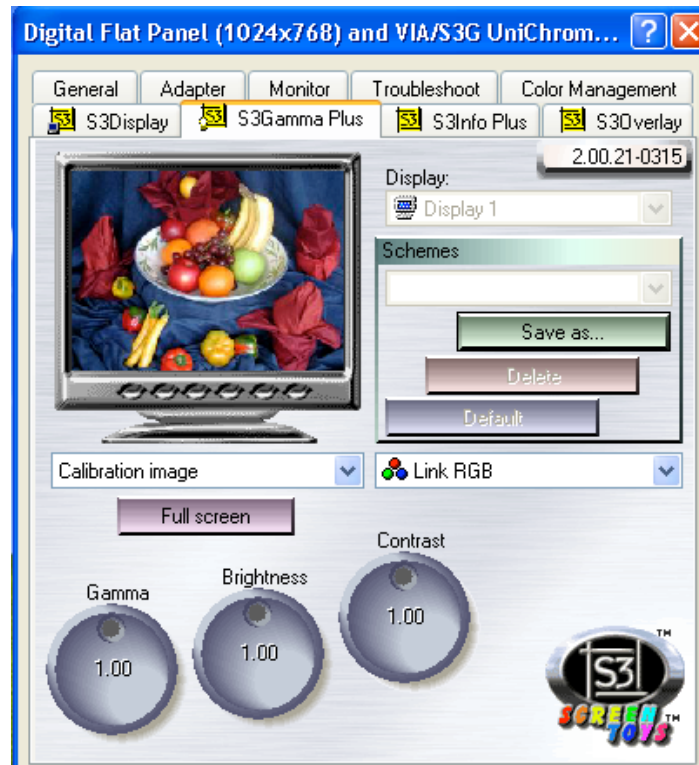 Digital Flat Panel (1024x768) and VIA/S3G UniChrom...
General Adapter Monitor Troubleshoot Color Management
S3Display S3Gamma Plus S3Info Plus S3Overlay
2.00.21-0315
Display:
Display 1
Schemes
Save as...
Delete
Default
Calibration image
Link RGB
Full screen
Gamma
1.00
Brightness
1.00
Contrast
1.00
S3 TM
SCREEN TOYS TM